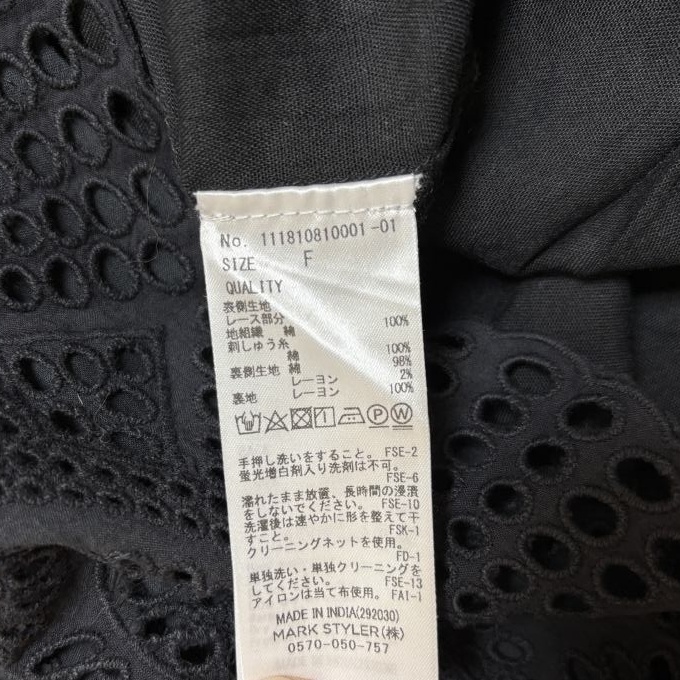 No. 111810810001-01
SIZE F
QUALITY
表側生地
レース部分
地組織 綿 100%
刺しゅう糸
綿 100%
裏側生地 綿 98%
レーヨン 2%
裏地 レーヨン 100%
手押し洗いをすること。 FSE-2
蛍光増白剤入り洗剤は不可。
FSE-6
濡れたまま放置、長時間の浸漬
をしないでください。 FSE-10
洗濯後は速やかに形を整えて干
すこと。 FSK-1
クリーニングネットを使用。
FD-1
単独洗い・単独クリーニングを
してください。 FSE-13
アイロンは当て布使用。 FAI-1
MADE IN INDIA(292030)
MARK STYLER(株)
0570-050-757